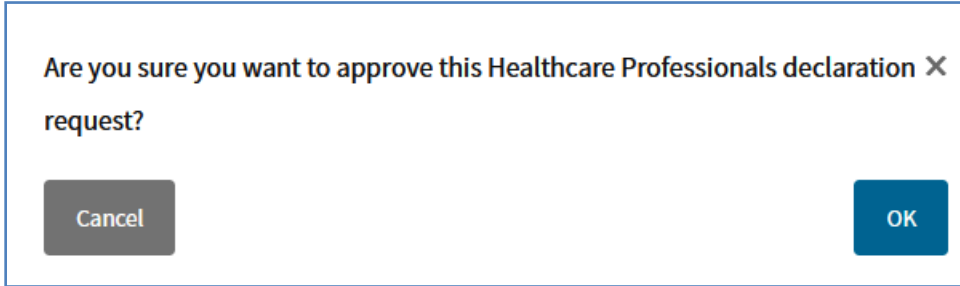 Are you sure you want to approve this Healthcare Professionals declaration ×
request?
Cancel OK